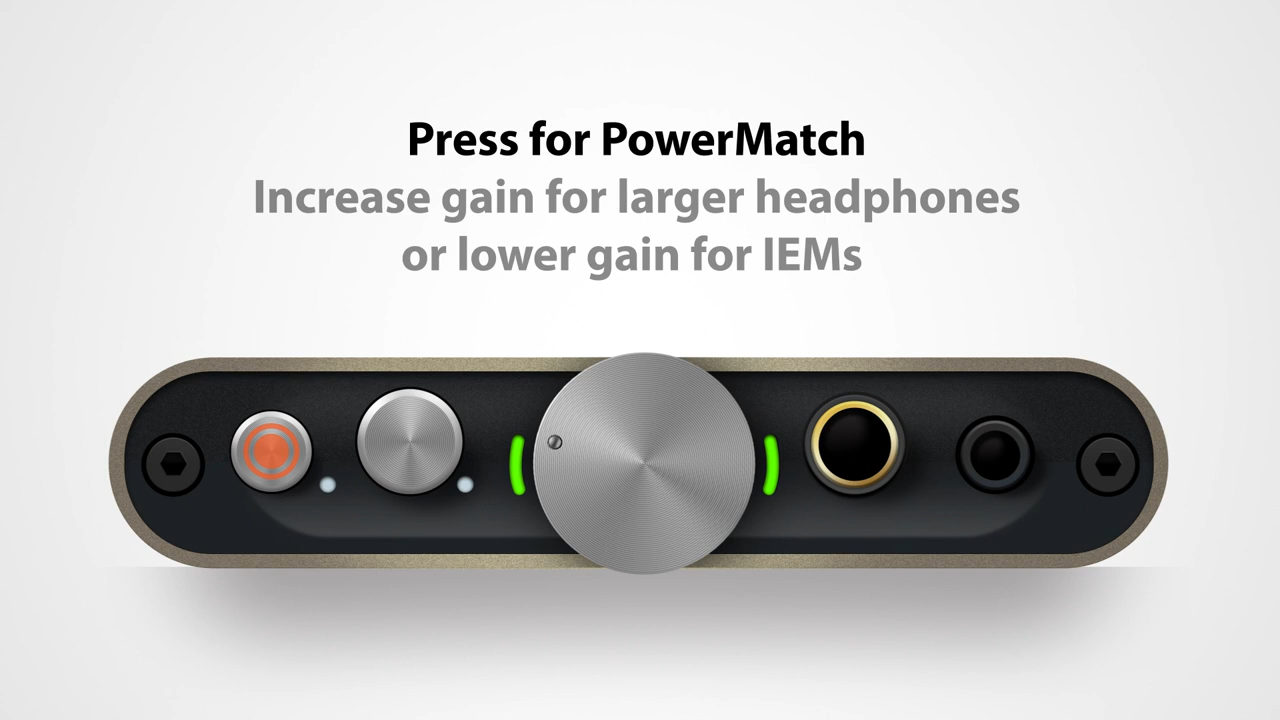 Press for PowerMatch
Increase gain for larger headphones
or lower gain for IEMs